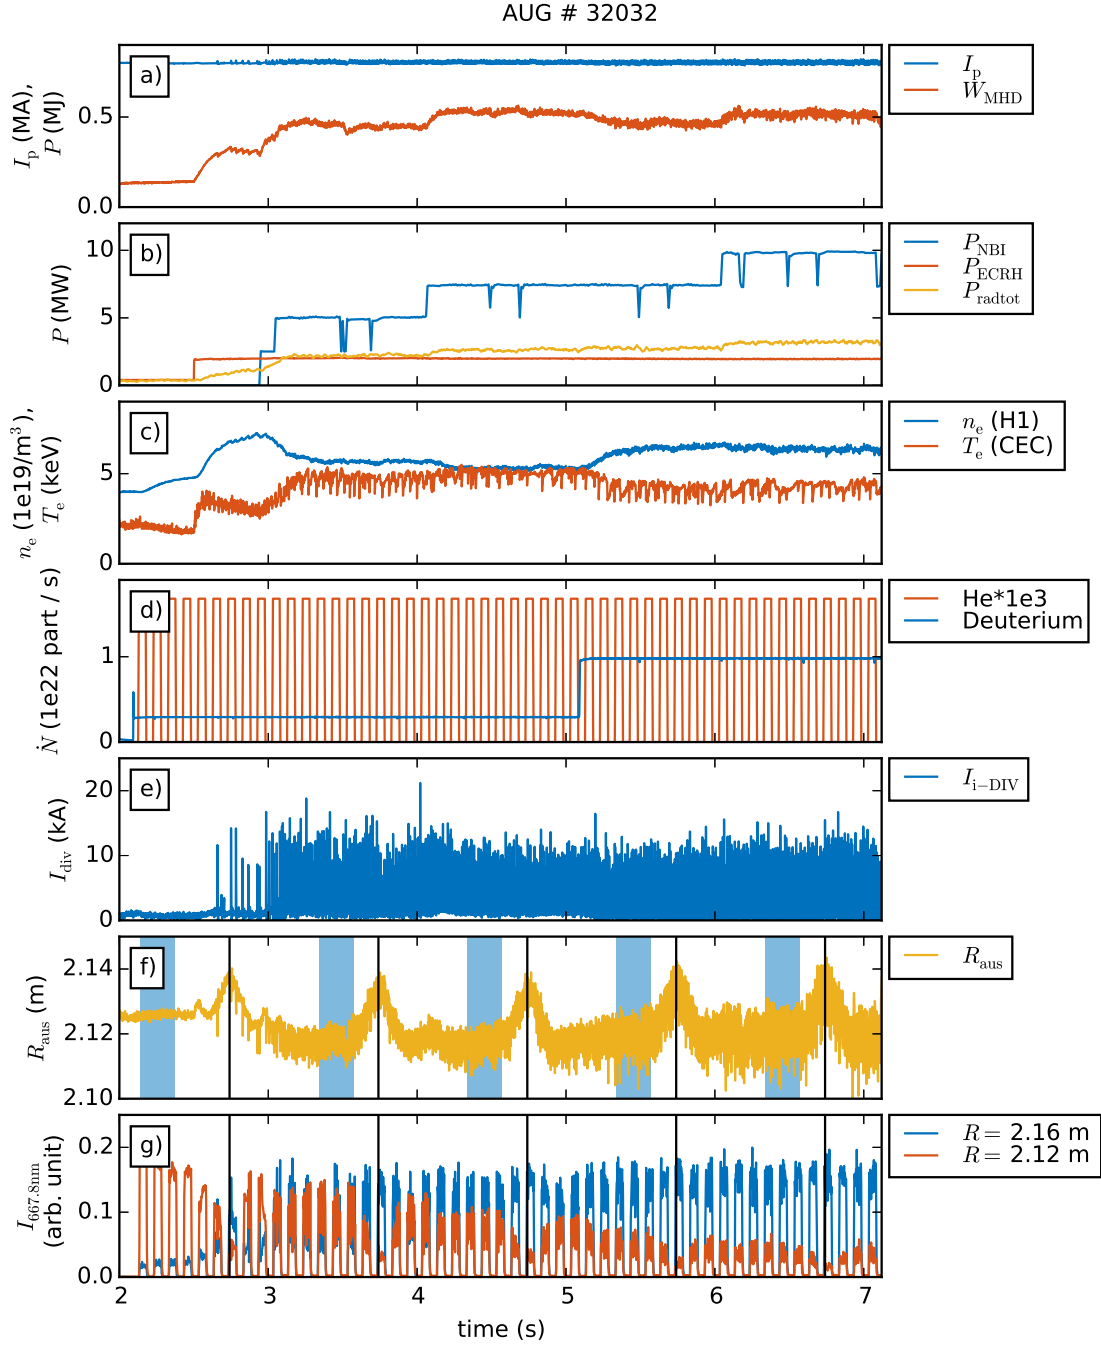 AUG # 32032
a)
0.5
0.0
I_p (MA),
P (MJ)
I_p
W_MHD
b)
10
5
0
P (MW)
P_NBI
P_ECRH
P_radtot
c)
5
0
n_e (1e19/m^3),
T_e (keV)
n_e (H1)
T_e (CEC)
d)
1
0
Ṅ (1e22 part / s)
He*1e3
Deuterium
e)
20
10
0
I_div (kA)
I_i−DIV
f)
2.14
2.12
2.10
R_aus (m)
R_aus
g)
0.2
0.1
0.0
I_667.8nm
(arb. unit)
R = 2.16 m
R = 2.12 m
2 3 4 5 6 7
time (s)